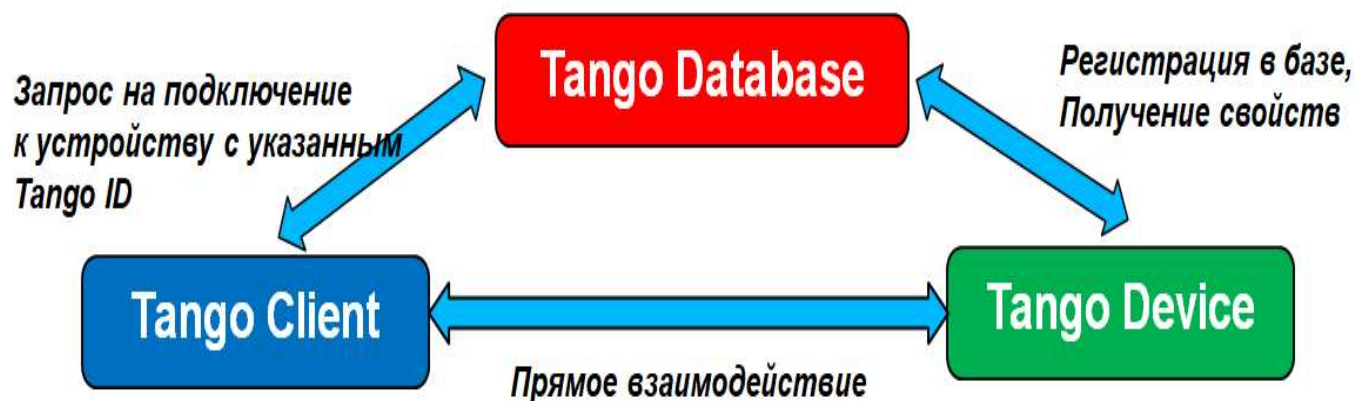 Tango Database
Запрос на подключение
к устройству с указанным
Tango ID
Регистрация в базе,
Получение свойств
Tango Client
Tango Device
Прямое взаимодействие